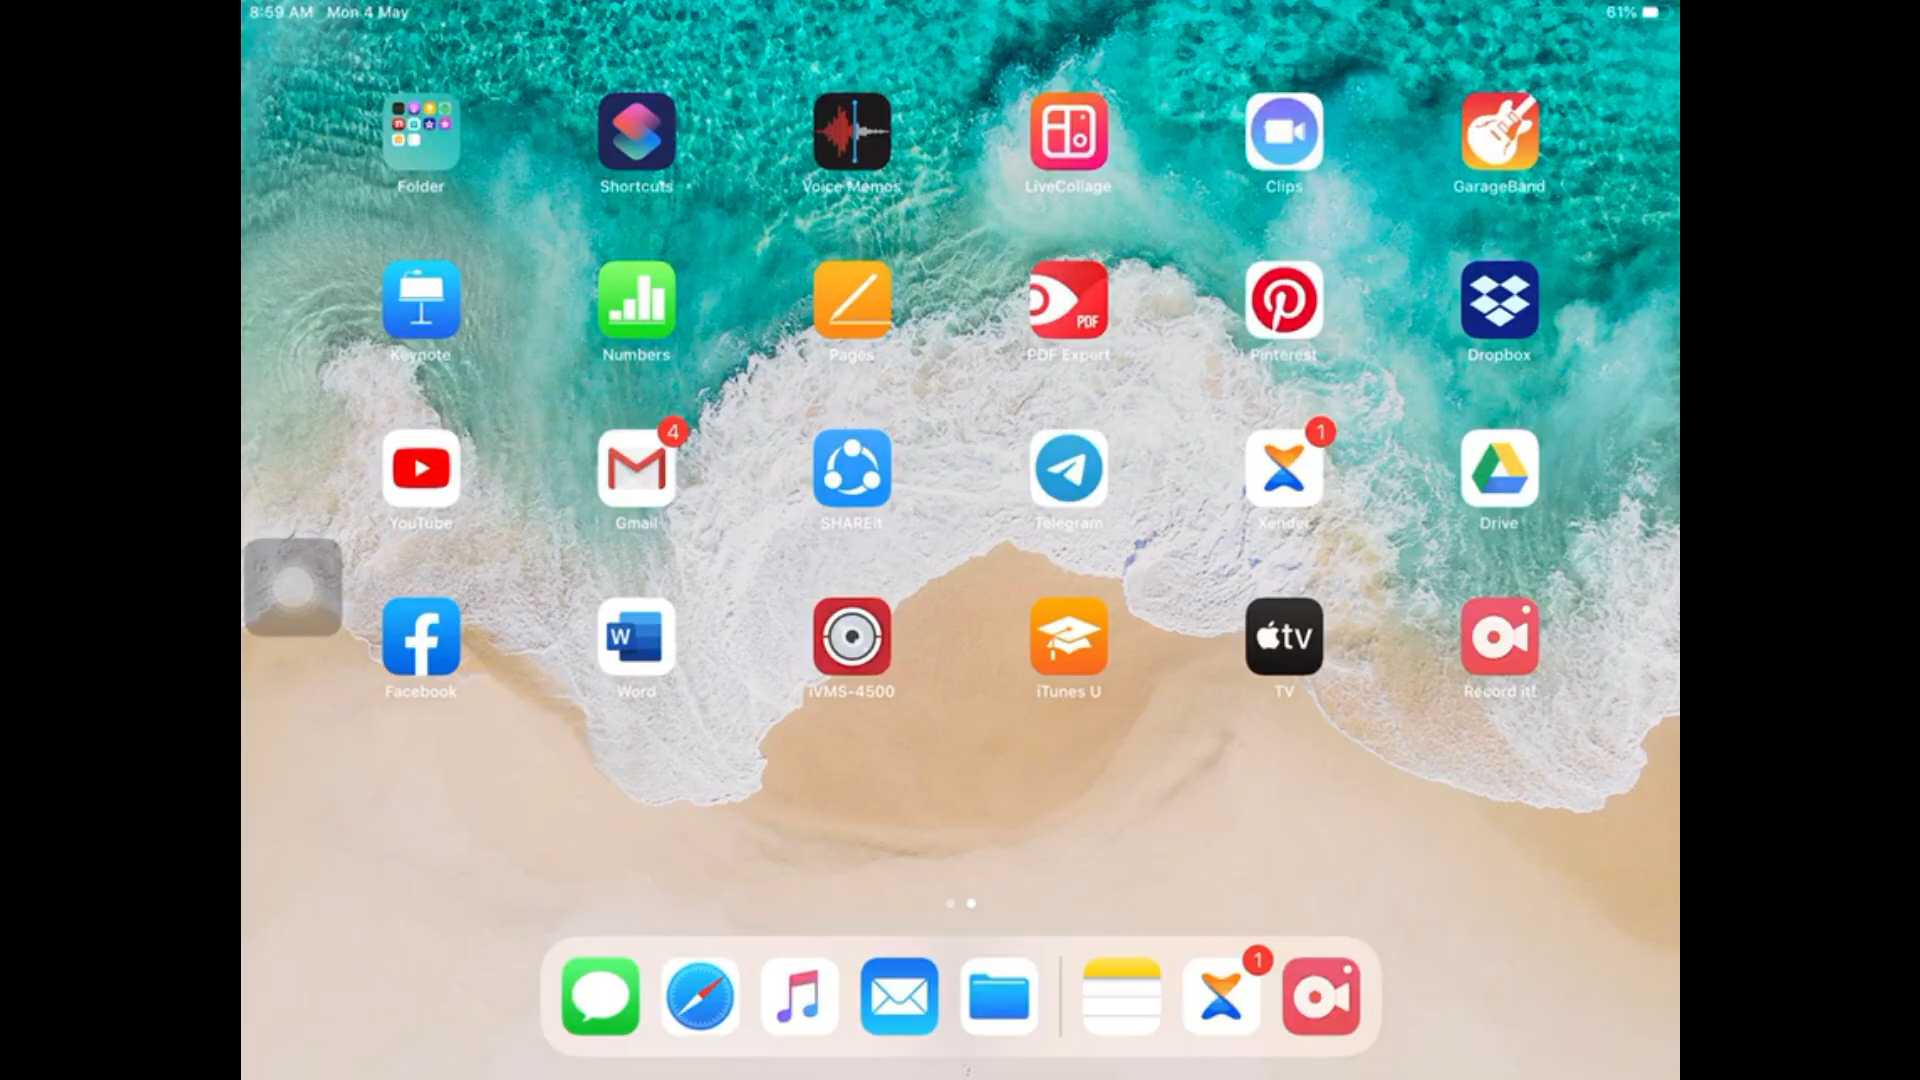 8:59 AM Mon 4 May
61%
Folder
Shortcuts
Voice Memos
LiveCollage
Clips
GarageBand
PDF
Keynote
Numbers
Pages
PDF Expert
Pinterest
Dropbox
4
1
YouTube
Gmail
SHAREit
Telegram
Xender
Drive
W
tv
Facebook
Word
iVMS-4500
iTunes U
TV
Record it!
1